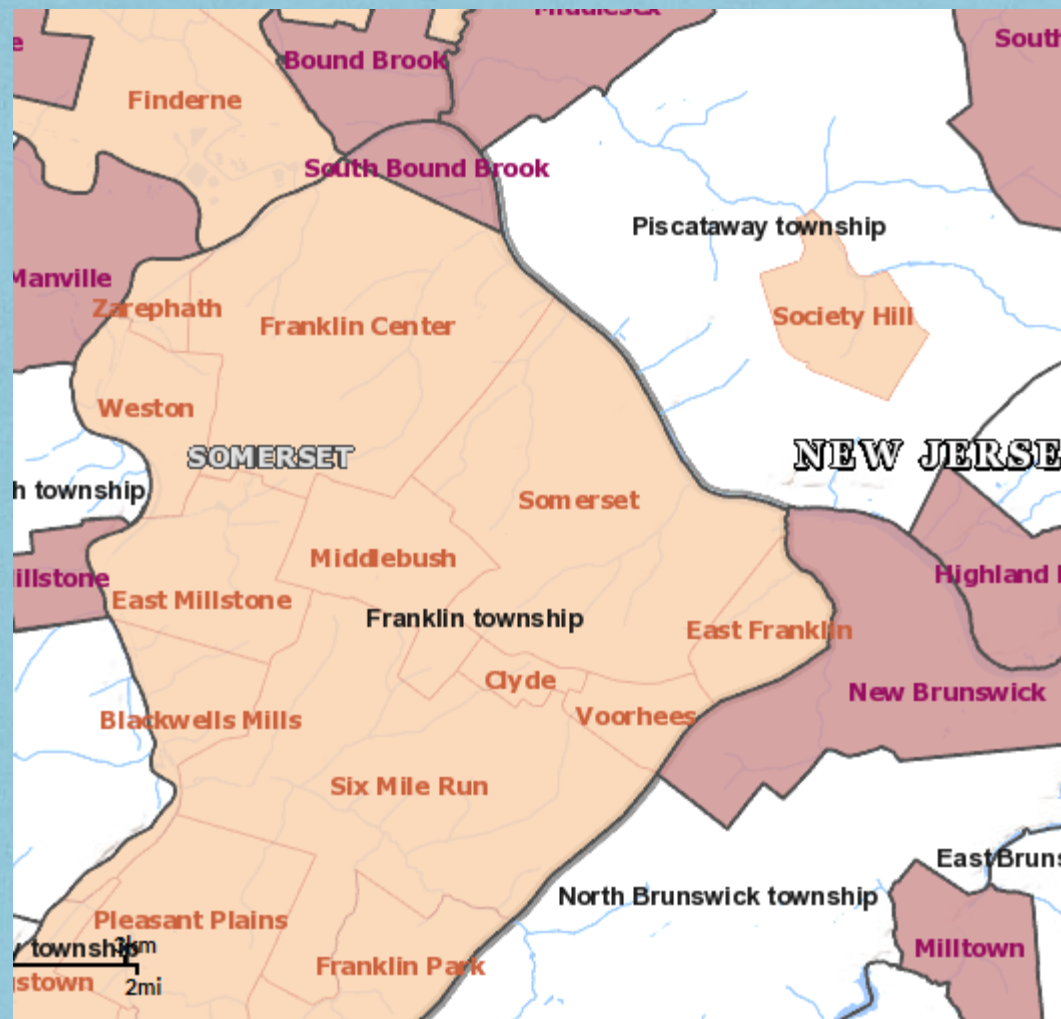 Middlesex
South
Bound Brook
Finderne
South Bound Brook
Piscataway township
Manville
Zarephath
Society Hill
Franklin Center
Weston
SOMERSET
NEW JERSE
h township
Somerset
Middlebush
illstone
Highland
East Millstone
Franklin township
East Franklin
Clyde
New Brunswick
Voorhees
Blackwells Mills
Six Mile Run
East Bruns
North Brunswick township
Pleasant Plains
township
3km
Milltown
Franklin Park
stown
2mi